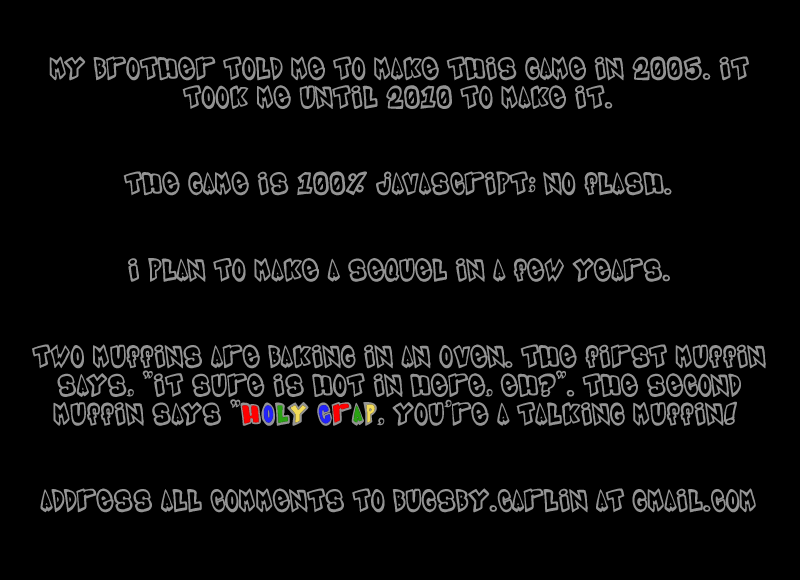 MY BROTHER TOLD ME TO MAKE THIS GAME IN 2005. IT
TOOK ME UNTIL 2010 TO MAKE IT.
THE GAME IS 100% JAVASCRIPT: NO FLASH.
I PLAN TO MAKE A SEQUEL IN A FEW YEARS.
TWO MUFFINS ARE BAKING IN AN OVEN. THE FIRST MUFFIN
SAYS, "IT SURE IS HOT IN HERE, EH?". THE SECOND
MUFFIN SAYS "HOLY CRAP, YOU'RE A TALKING MUFFIN!
ADDRESS ALL COMMENTS TO BUGSBY.CARLIN AT GMAIL.COM